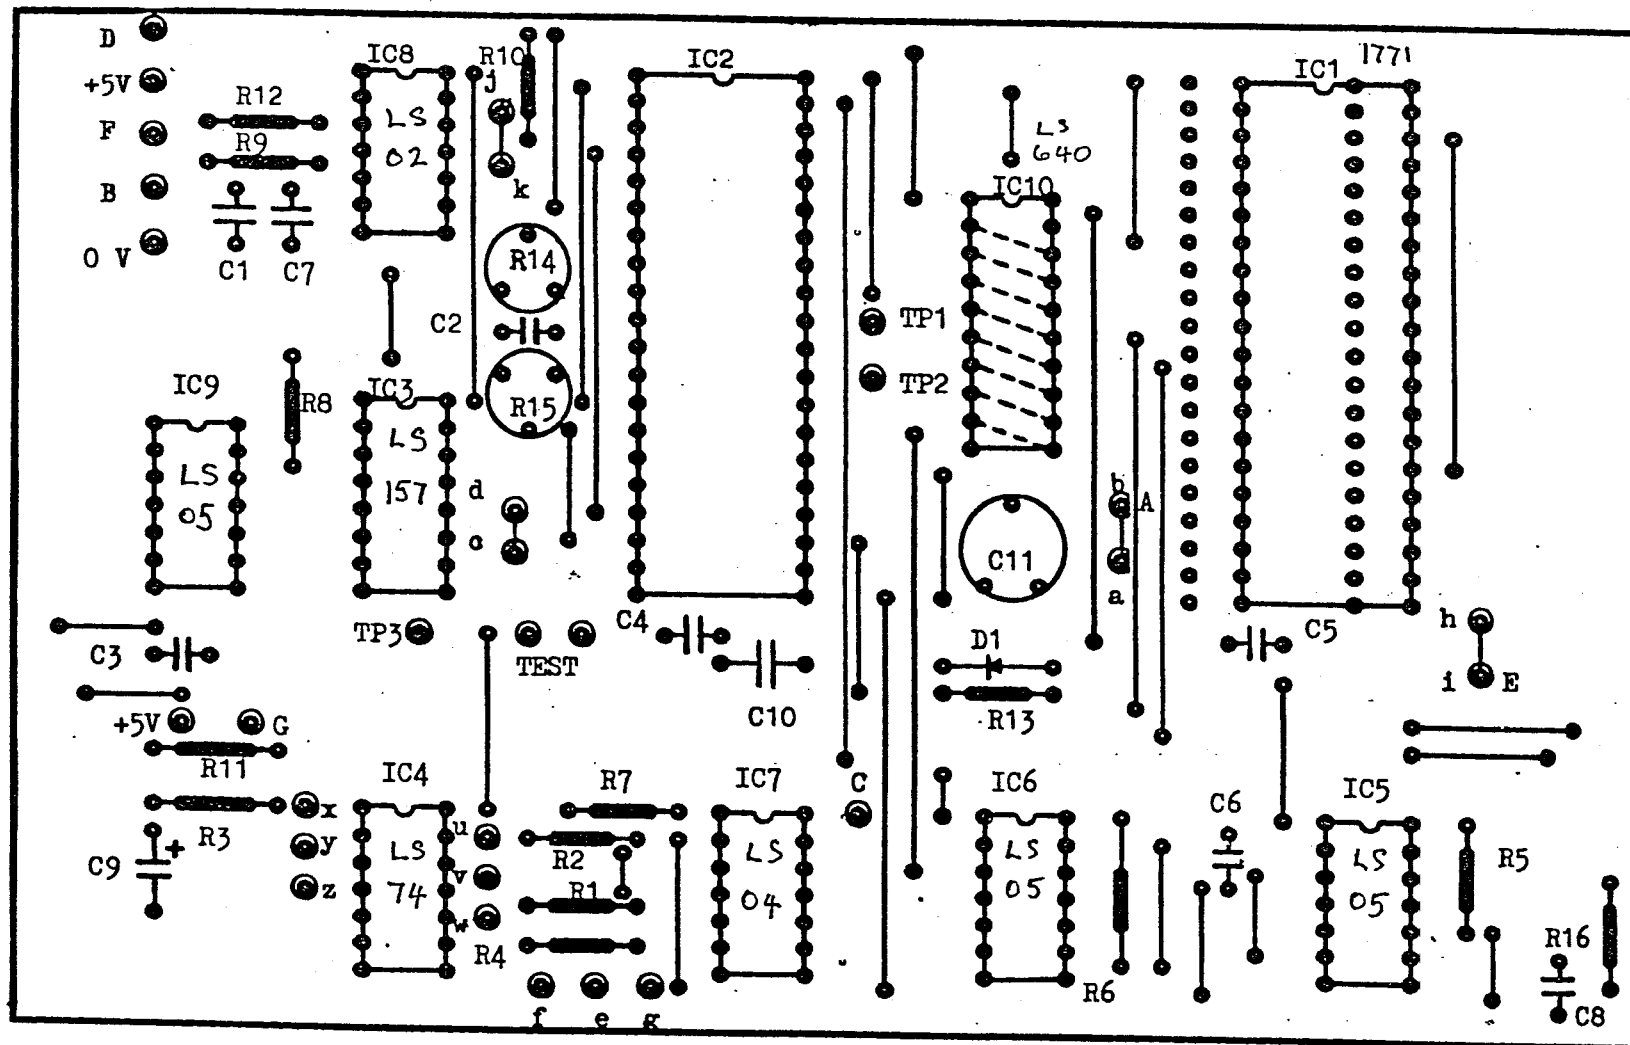 D
+5V
F
B
0 V
R12
R9
C1
C7
IC8
LS
02
R10
j
k
R14
C2
R15
IC2
IC9
LS
05
R8
IC3
LS
157
d
c
TP1
TP2
LS
640
IC10
IC1
1771
b
A
a
C11
C3
TP3
TEST
C4
C10
D1
R13
C5
h
i
E
+5V
G
R11
R3
C9
+
x
y
z
IC4
LS
74
u
v
w
R7
R2
R1
R4
f
e
g
IC7
LS
04
C
IC6
LS
05
R6
C6
IC5
LS
05
R5
R16
C8